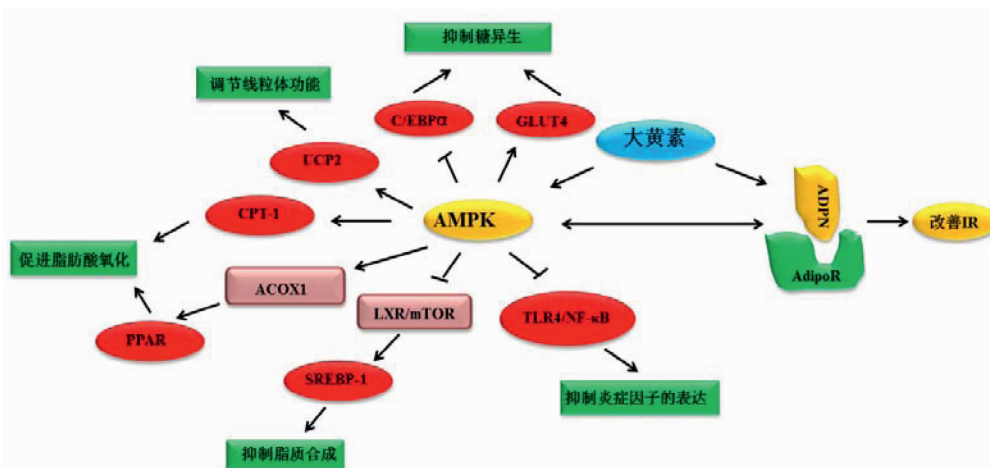 抑制糖异生
调节线粒体功能
C/EBPα
GLUT4
大黄素
UCP2
ADPN
CPT-1
AMPK
改善IR
促进脂肪酸氧化
AdipoR
ACOX1
LXR/mTOR
TLR4/NF-κB
PPAR
SREBP-1
抑制炎症因子的表达
抑制脂质合成